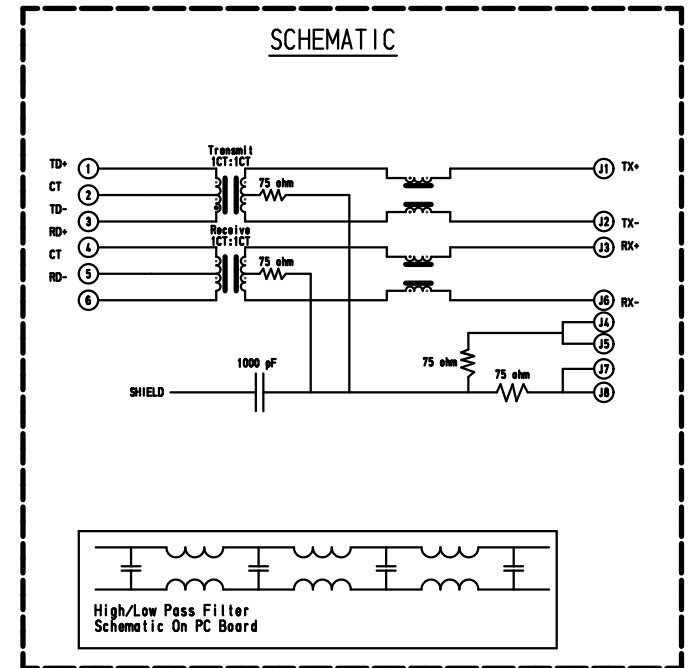 SCHEMATIC
Transmit
1CT:1CT
TD+ 1
CT 2
TD- 3
75 ohm
J1 TX+
J2 TX-
RD+ 4
CT 5
RD- 6
Receive
1CT:1CT
75 ohm
J3 RX+
J6 RX-
J4
J5
75 ohm
J7
75 ohm
J8
1000 pF
SHIELD
High/Low Pass Filter
Schematic On PC Board